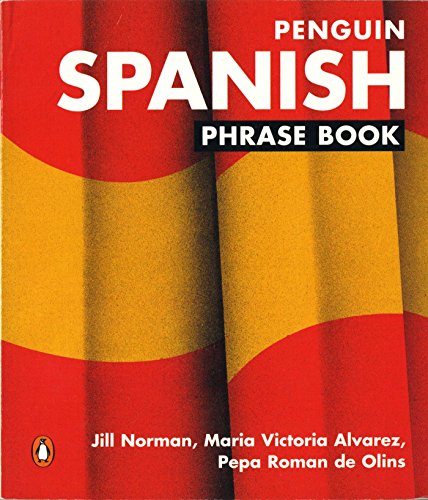 PENGUIN
SPANISH
PHRASE BOOK
Jill Norman, Maria Victoria Alvarez,
Pepa Roman de Olins